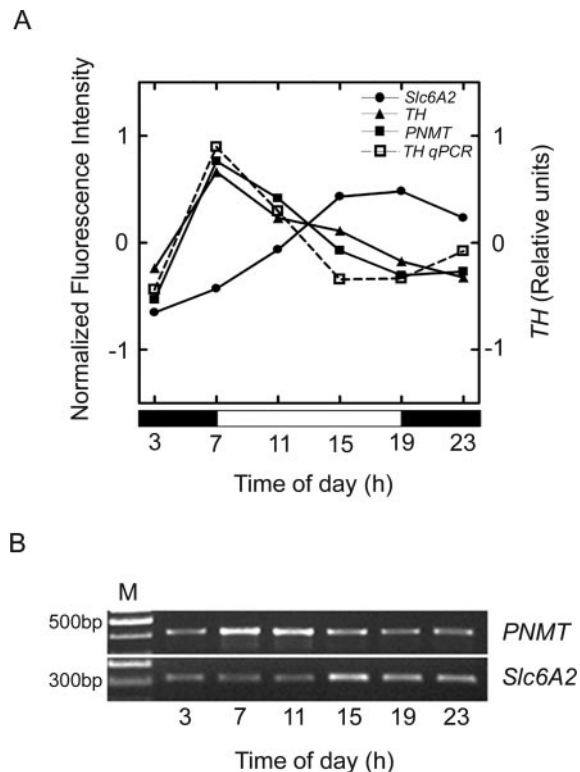 A
Normalized Fluorescence Intensity
1
0
-1
Slc6A2
TH
PNMT
TH qPCR
1
0
-1
TH (Relative units)
3 7 11 15 19 23
Time of day (h)
B
M
500bp
300bp
PNMT
Slc6A2
3 7 11 15 19 23
Time of day (h)